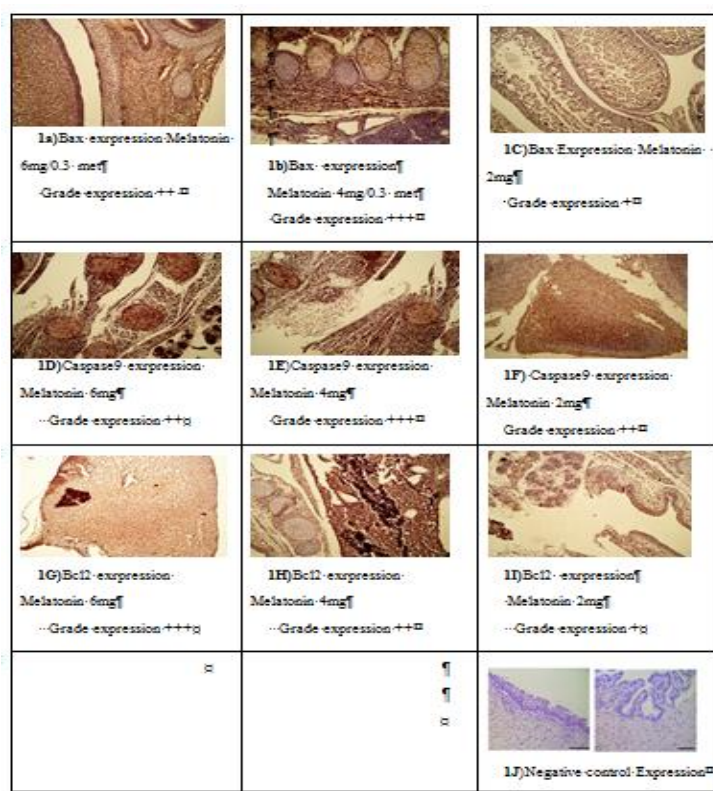 1a)Bax·exrpression·Melatonin·
6mg/0.3·met¶
·Grade·expression·++·¤
1b)Bax··exrpression¶
Melatonin·4mg/0.3·met¶
·Grade·expression·+++¤
1C)Bax·Expression·Melatonin··
2mg¶
·Grade·expression·+¤
1D)Caspase9·exrpression·
Melatonin·6mg¶
··Grade·expression·++¤
1E)Caspase9·exrpression·
Melatonin·4mg¶
·Grade·expression·+++¤
1F)·Caspase9·exrpression·
Melatonin·2mg¶
Grade·expression·++¤
1G)Bcl2·exrpression·
Melatonin·6mg¶
··Grade·expression·+++¤
1H)Bcl2·exrpression·
Melatonin·4mg¶
··Grade·expression·++¤
1I)Bcl2··exrpression¶
·Melatonin·2mg¶
··Grade·expression·+¤
¤
¶
¶
¤
1J)Negative·control·Expression¤